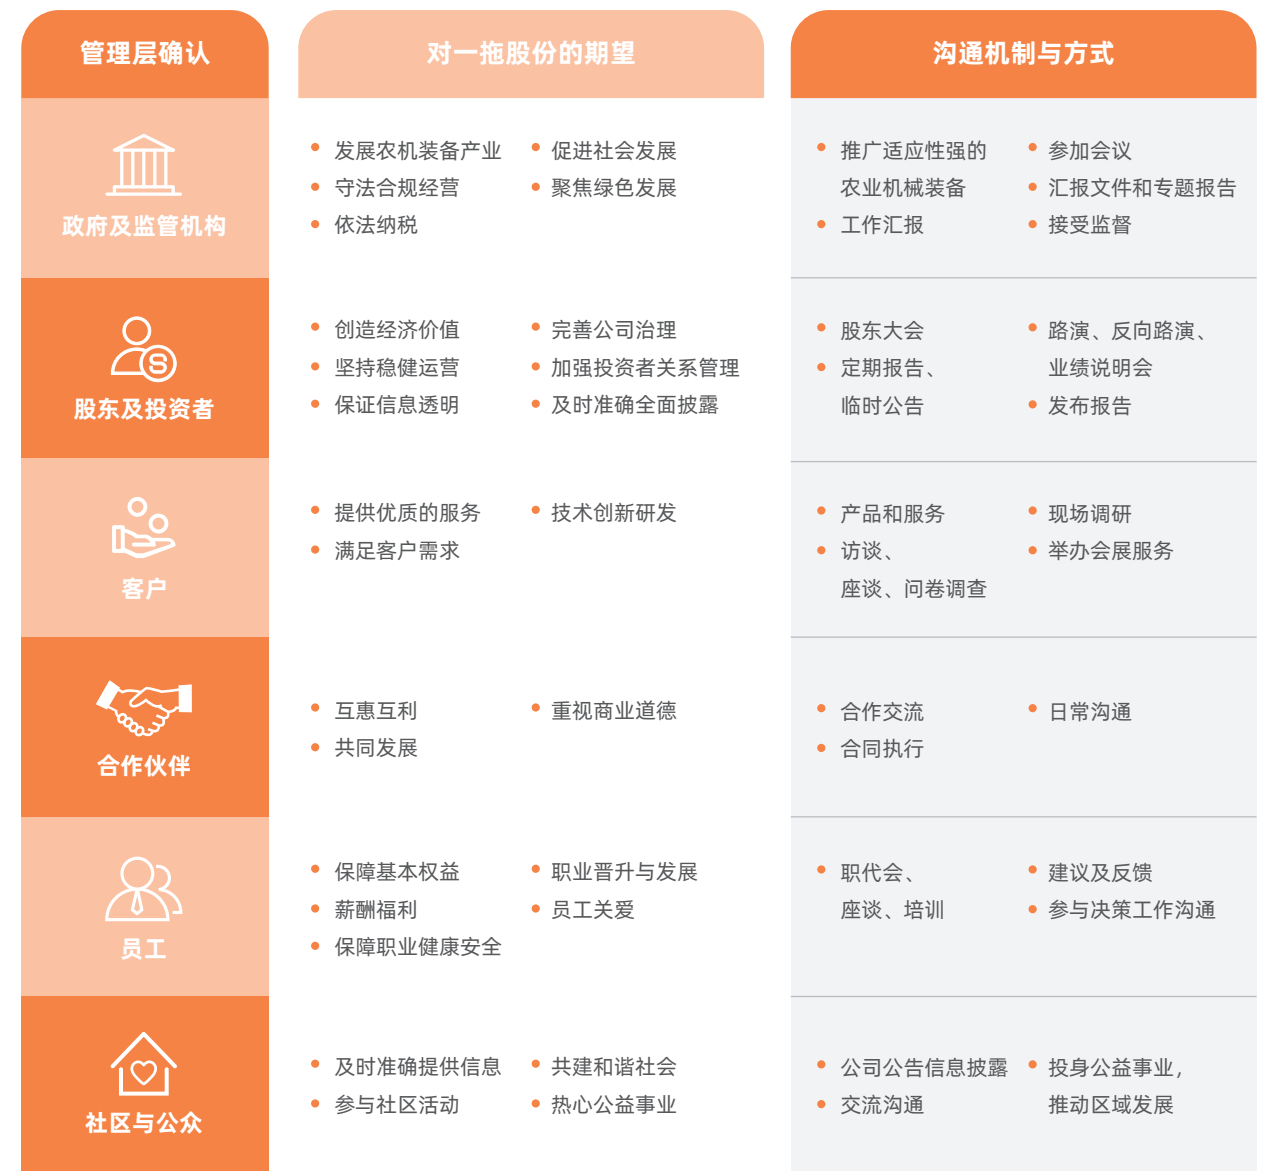 管理层确认
对一拖股份的期望
沟通机制与方式
政府及监管机构
发展农机装备产业
守法合规经营
依法纳税
促进社会发展
聚焦绿色发展
推广适应性强的
农业机械装备
工作汇报
参加会议
汇报文件和专题报告
接受监督
股东及投资者
创造经济价值
坚持稳健运营
保证信息透明
完善公司治理
加强投资者关系管理
及时准确全面披露
股东大会
定期报告、
临时公告
路演、反向路演、
业绩说明会
发布报告
客户
提供优质的服务
满足客户需求
技术创新研发
产品和服务
访谈、
座谈、问卷调查
现场调研
举办会展服务
合作伙伴
互惠互利
共同发展
重视商业道德
合作交流
合同执行
日常沟通
员工
保障基本权益
薪酬福利
保障职业健康安全
职业晋升与发展
员工关爱
职代会、
座谈、培训
建议及反馈
参与决策工作沟通
社区与公众
及时准确提供信息
参与社区活动
共建和谐社会
热心公益事业
公司公告信息披露
交流沟通
投身公益事业,
推动区域发展